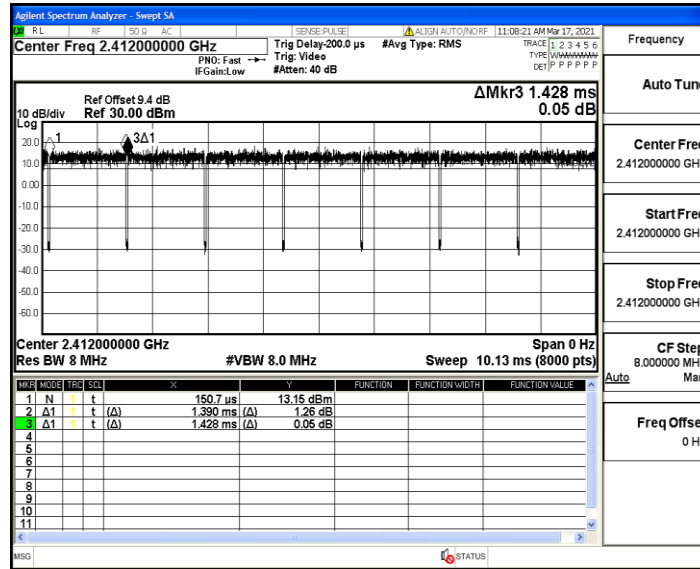 Agilent Spectrum Analyzer - Swept SA
RL RF 50 Ω AC SENSE:PULSE ALIGN AUTO/NO RF 11:08:21 AM Mar 17, 2021
Center Freq 2.412000000 GHz
PNO: Fast
IFGain:Low
Trig Delay-200.0 µs
Trig: Video
#Atten: 40 dB
#Avg Type: RMS
TRACE 1 2 3 4 5 6
TYPE
DET P P P P P P
Ref Offset 9.4 dB
10 dB/div Ref 30.00 dBm
ΔMkr3 1.428 ms
0.05 dB
Log
1
3Δ1
20.0
10.0
0.00
-10.0
-20.0
-30.0
-40.0
-50.0
-60.0
Center 2.412000000 GHz Span 0 Hz
Res BW 8 MHz #VBW 8.0 MHz Sweep 10.13 ms (8000 pts)
MKR MODE TRC SCL X Y FUNCTION FUNCTION WIDTH FUNCTION VALUE
1 N 1 t 150.7 µs 13.15 dBm
2 Δ1 1 t (Δ) 1.390 ms (Δ) 1.26 dB
3 Δ1 1 t (Δ) 1.428 ms (Δ) 0.05 dB
4
5
6
7
8
9
10
11
MSG STATUS
Frequency
Auto Tun
Center Fre
2.412000000 GH
Start Fre
2.412000000 GH
Stop Fre
2.412000000 GH
CF Ste
8.000000 MH
Auto Ma
Freq Offse
0 H